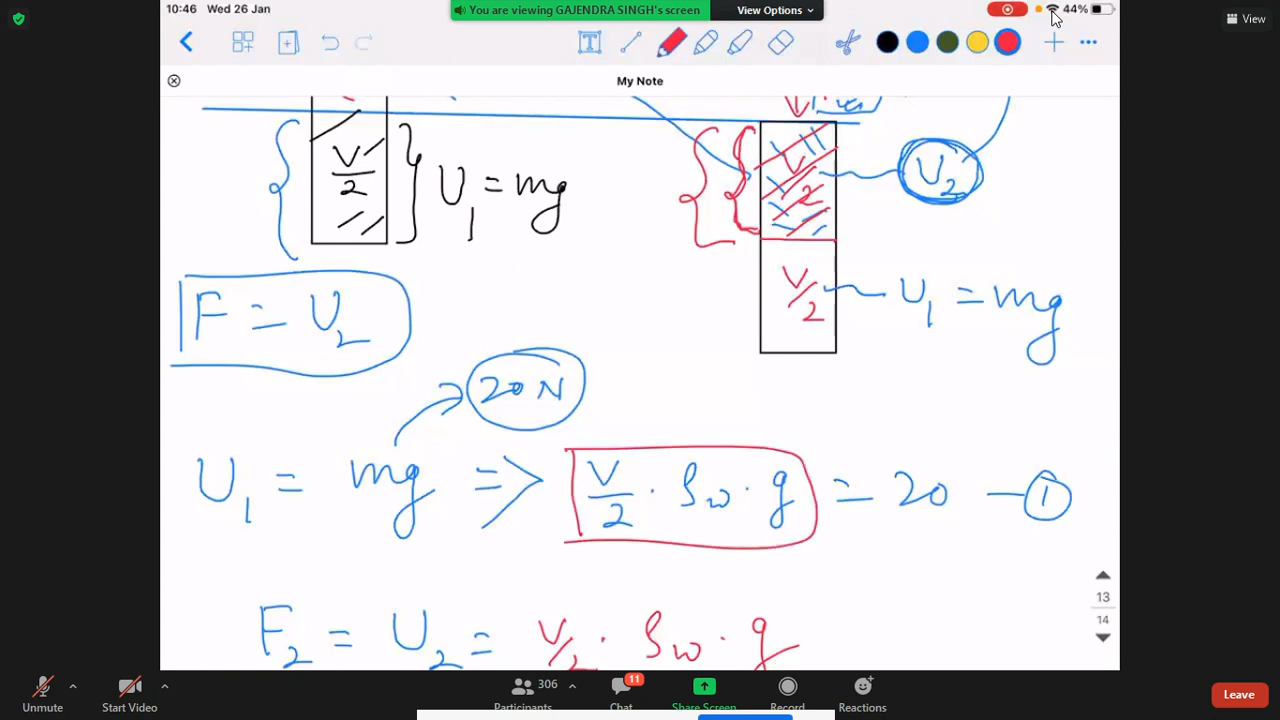 10:46 Wed 26 Jan
You are viewing GAJENDRA SINGH's screen
View Options
44%
View
My Note
V/2
U1 = mg
V/2
U2
V/2
U1 = mg
F = U2
20 N
U1 = mg => V/2 · ρw · g = 20 — 1
F2 = U2 = V/2 · ρw · g
13
14
Unmute
Start Video
306
Participants
11
Chat
Share Screen
Record
Reactions
Leave